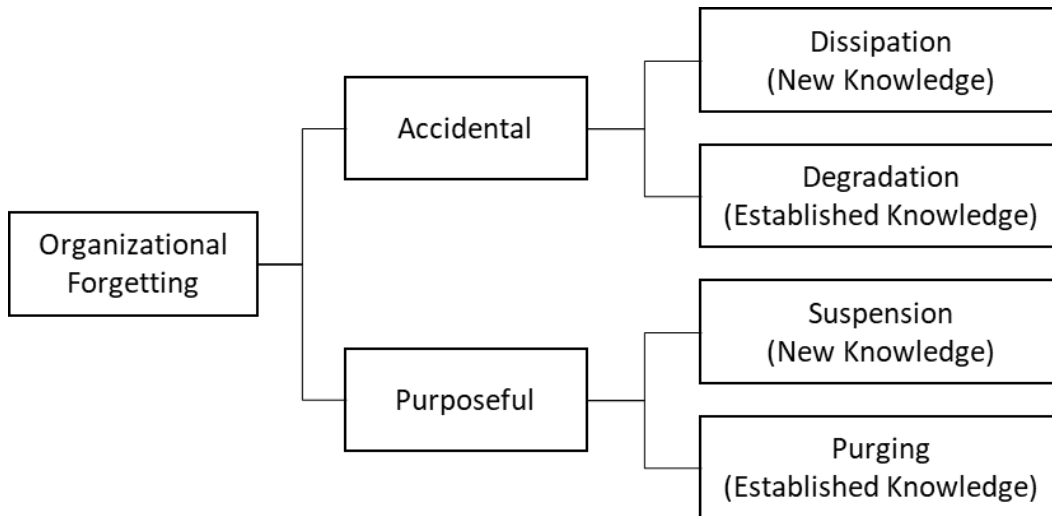 Organizational
Forgetting
Accidental
Purposeful
Dissipation
(New Knowledge)
Degradation
(Established Knowledge)
Suspension
(New Knowledge)
Purging
(Established Knowledge)